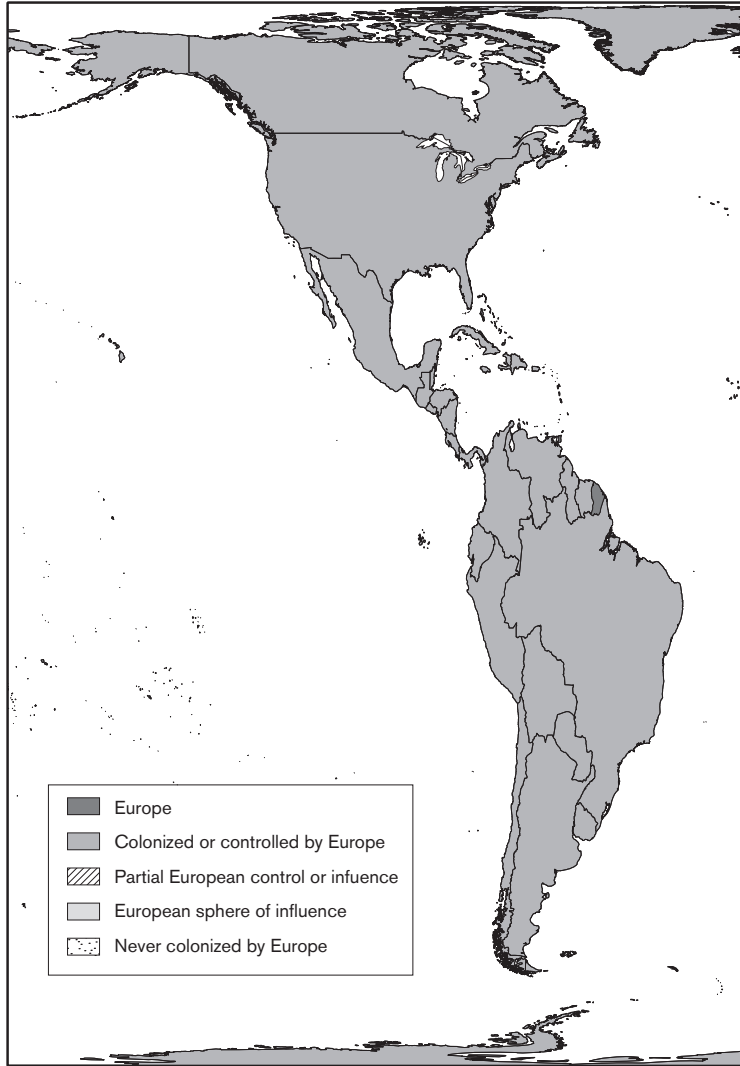 Europe
Colonized or controlled by Europe
Partial European control or infuence
European sphere of influence
Never colonized by Europe